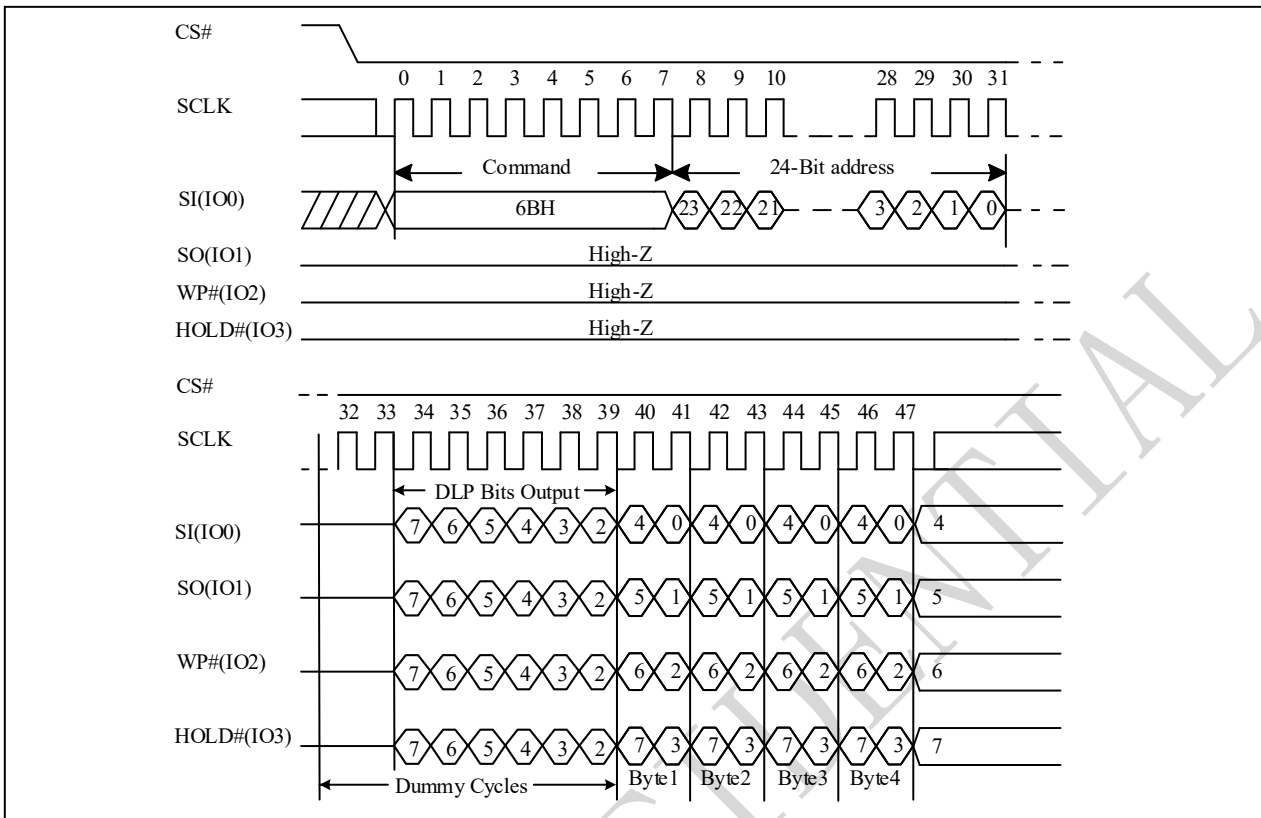 CS#
0 1 2 3 4 5 6 7 8 9 10 28 29 30 31
SCLK
Command 24-Bit address
SI(IO0) 6BH 23 22 21 3 2 1 0
SO(IO1) High-Z
WP#(IO2) High-Z
HOLD#(IO3) High-Z
CS#
32 33 34 35 36 37 38 39 40 41 42 43 44 45 46 47
SCLK
DLP Bits Output
SI(IO0) 7 6 5 4 3 2 4 0 4 0 4 0 4 0 4
SO(IO1) 7 6 5 4 3 2 5 1 5 1 5 1 5 1 5
WP#(IO2) 7 6 5 4 3 2 6 2 6 2 6 2 6 2 6
HOLD#(IO3) 7 6 5 4 3 2 7 3 7 3 7 3 7 3 7
Dummy Cycles Byte1 Byte2 Byte3 Byte4
IDENTIAL